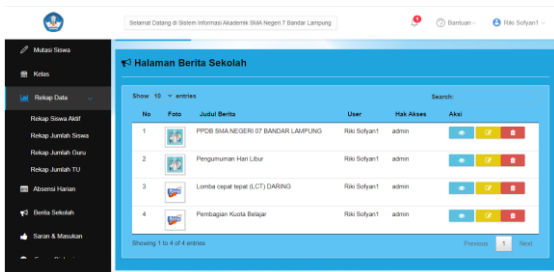 Selamat Datang di Sistem Informasi Akademik SMA Negeri 7 Bandar Lampung
Bantuan
Riki Sofyan1
Mutasi Siswa
Kelas
Rekap Data
Rekap Siswa Aktif
Rekap Jumlah Siswa
Rekap Jumlah Guru
Rekap Jumlah TU
Absensi Harian
Berita Sekolah
Saran & Masukan
Halaman Berita Sekolah
Show 10 entries
Search:
No Foto Judul Berita User Hak Akses Aksi
1 PPDB SMA NEGERI 07 BANDAR LAMPUNG Riki Sofyan1 admin
2 Pengumuman Hari Libur Riki Sofyan1 admin
3 Lomba cepat tepat (LCT) DARING Riki Sofyan1 admin
4 Pembagian Kuota Belajar Riki Sofyan1 admin
Showing 1 to 4 of 4 entries
Previous 1 Next